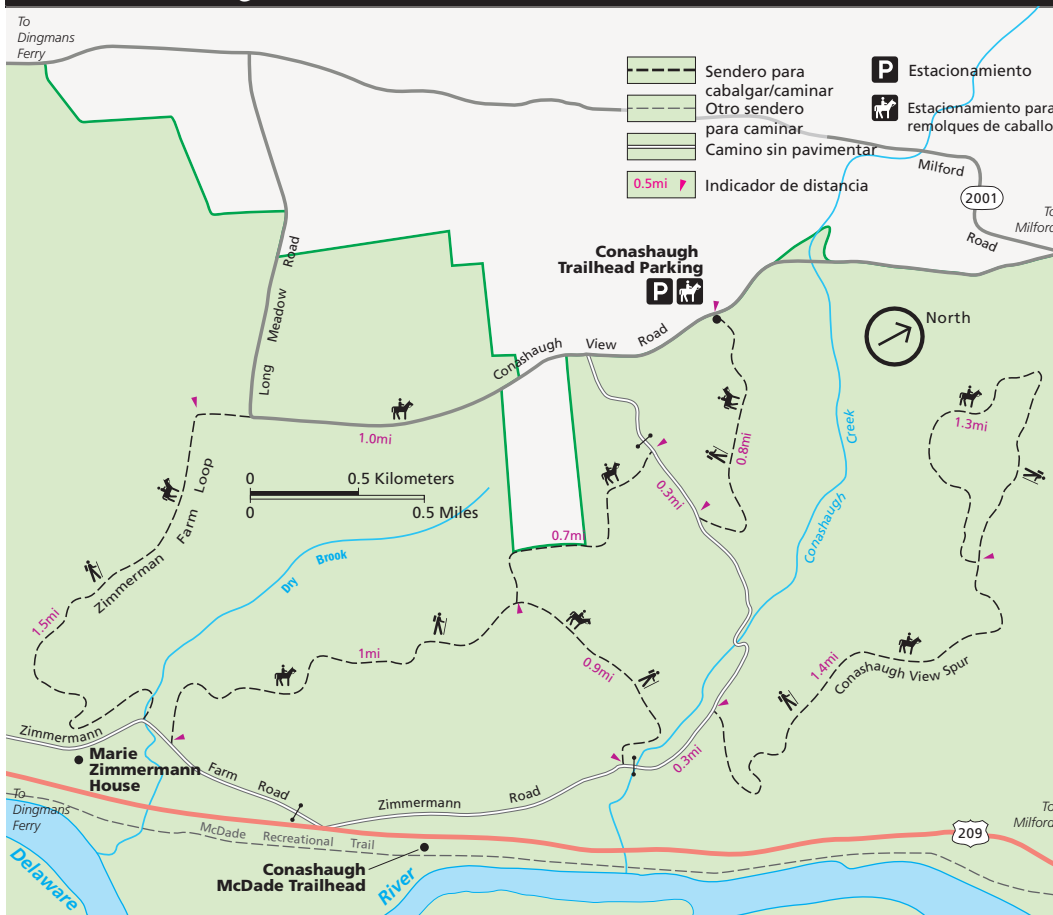 To
Dingmans
Ferry
Sendero para
cabalgar/caminar
Otro sendero
para caminar
Camino sin pavimentar
0.5mi
Indicador de distancia
P
Estacionamiento
Estacionamiento para
remolques de caballo
Milford
Road
2001
To
Milford
Conashaugh
Trailhead Parking
P
North
Conashaugh View Road
Long Meadow Road
1.0mi
Creek
Conashaugh
1.3mi
0.8mi
0.3mi
0.7mi
0 0.5 Kilometers
0 0.5 Miles
Zimmerman Farm Loop
Dry Brook
1.5mi
1mi
0.9mi
1.4mi
Conashaugh View Spur
0.3mi
Zimmermann
Farm Road
Marie
Zimmermann
House
Zimmermann Road
To
Dingmans
Ferry
McDade Recreational Trail
209
To
Milford
Conashaugh
McDade Trailhead
Delaware
River